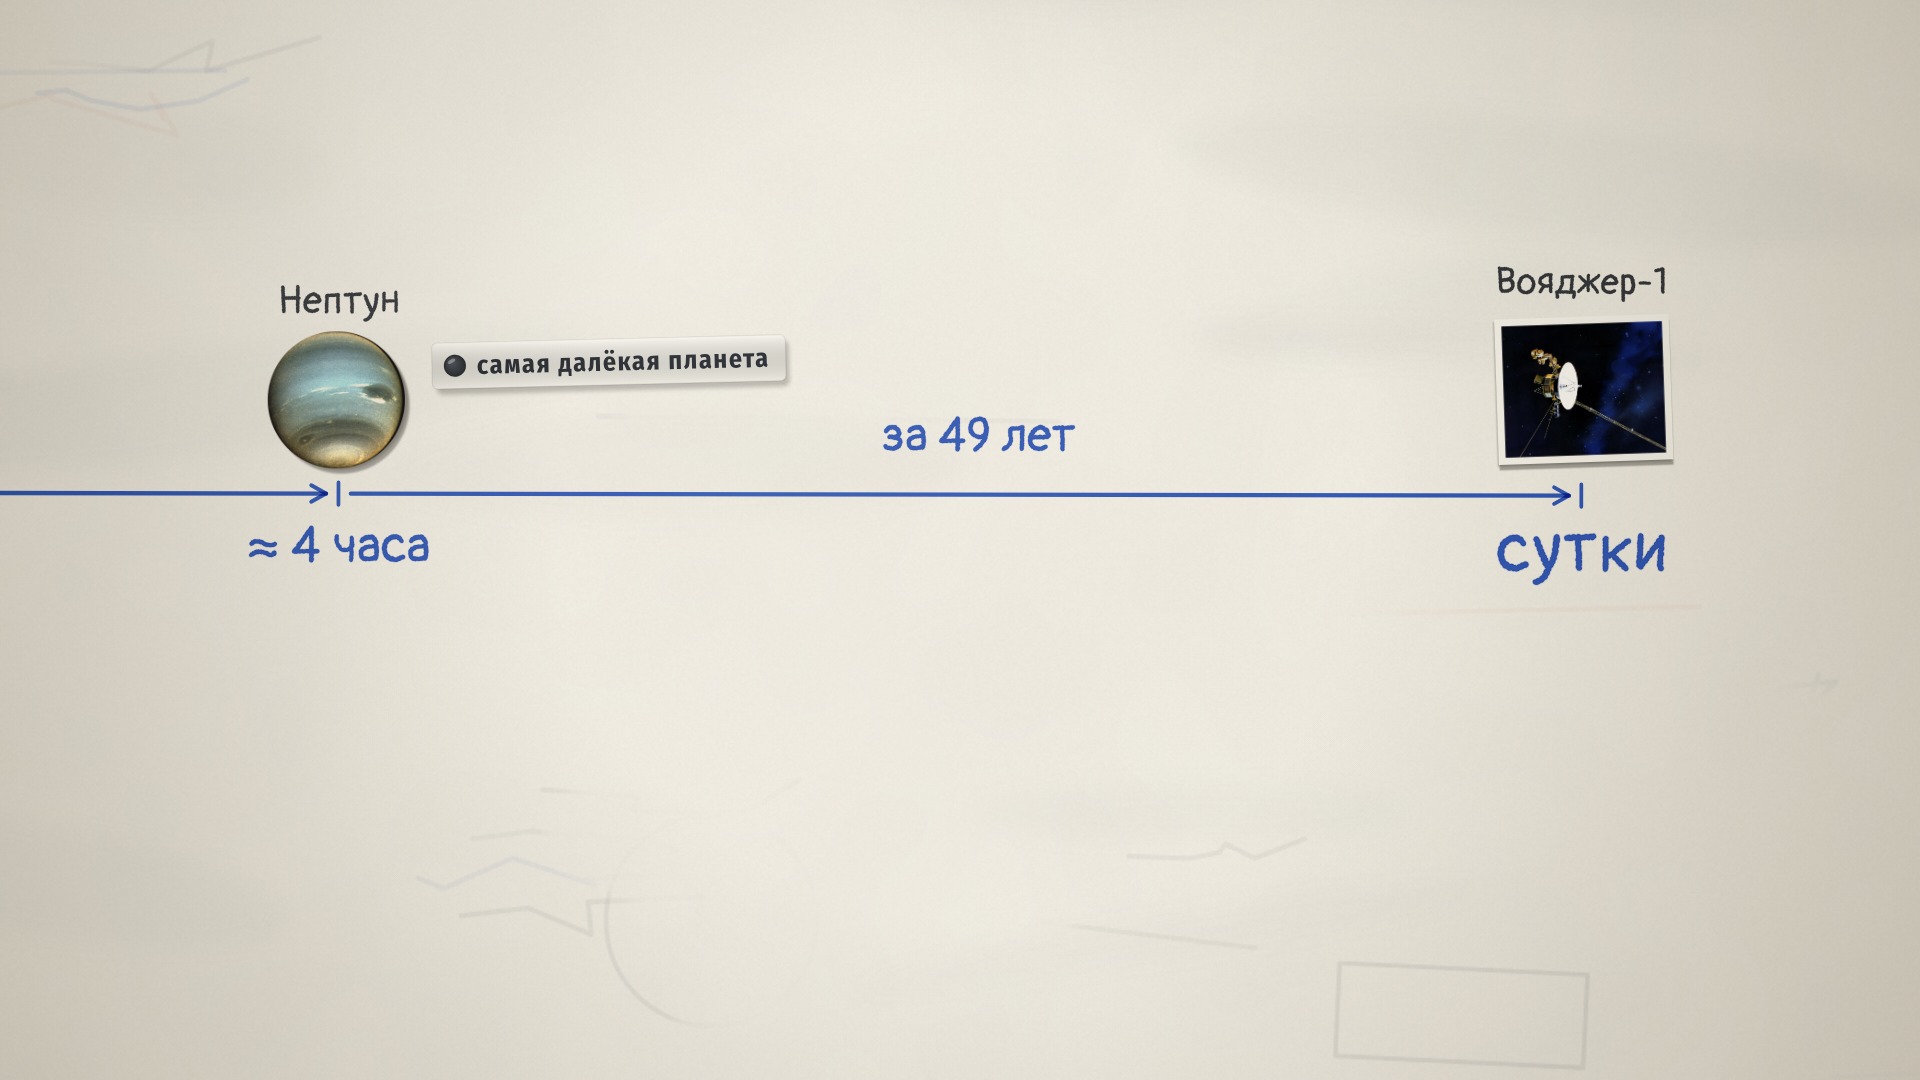 Нептун
самая далёкая планета
≈ 4 часа
за 49 лет
Вояджер-1
сутки